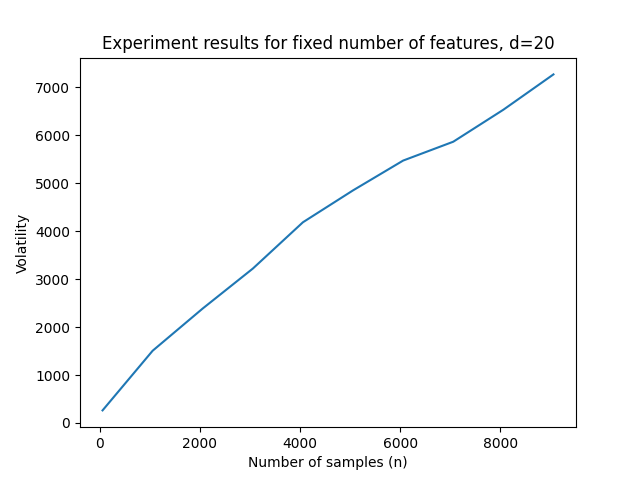 Experiment results for fixed number of features, d=20
7000
6000
5000
4000
3000
2000
1000
0
Volatility
0 2000 4000 6000 8000
Number of samples (n)